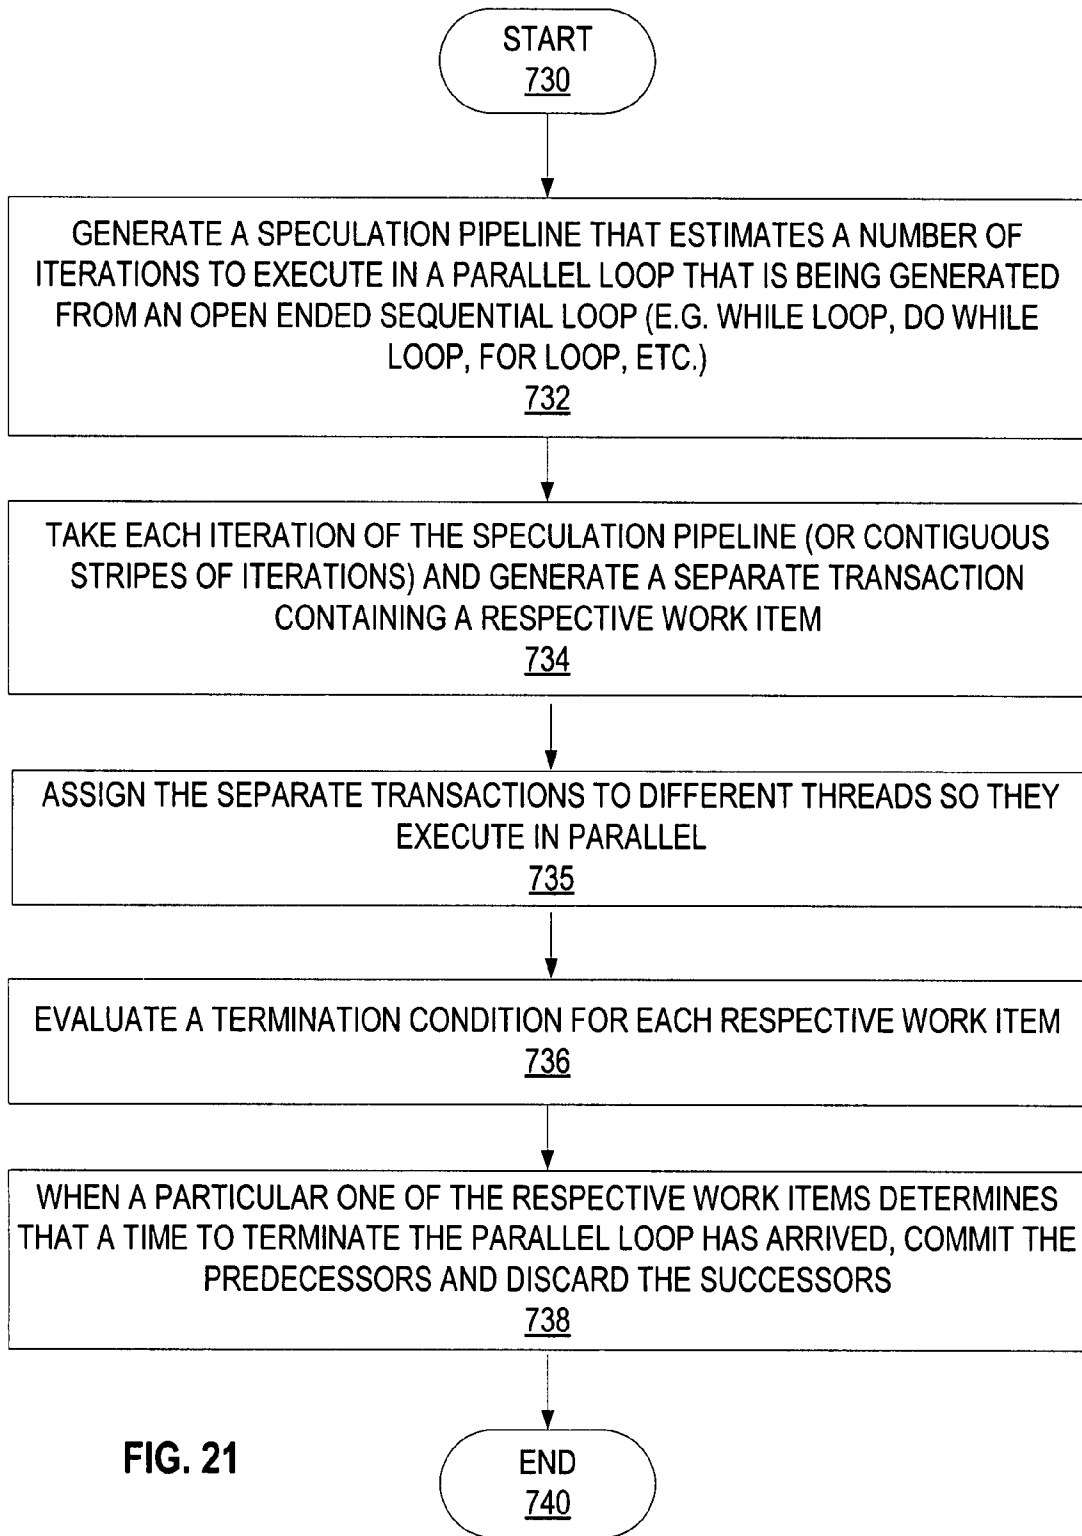 START
730
GENERATE A SPECULATION PIPELINE THAT ESTIMATES A NUMBER OF
ITERATIONS TO EXECUTE IN A PARALLEL LOOP THAT IS BEING GENERATED
FROM AN OPEN ENDED SEQUENTIAL LOOP (E.G. WHILE LOOP, DO WHILE
LOOP, FOR LOOP, ETC.)
732
TAKE EACH ITERATION OF THE SPECULATION PIPELINE (OR CONTIGUOUS
STRIPES OF ITERATIONS) AND GENERATE A SEPARATE TRANSACTION
CONTAINING A RESPECTIVE WORK ITEM
734
ASSIGN THE SEPARATE TRANSACTIONS TO DIFFERENT THREADS SO THEY
EXECUTE IN PARALLEL
735
EVALUATE A TERMINATION CONDITION FOR EACH RESPECTIVE WORK ITEM
736
WHEN A PARTICULAR ONE OF THE RESPECTIVE WORK ITEMS DETERMINES
THAT A TIME TO TERMINATE THE PARALLEL LOOP HAS ARRIVED, COMMIT THE
PREDECESSORS AND DISCARD THE SUCCESSORS
738
FIG. 21
END
740